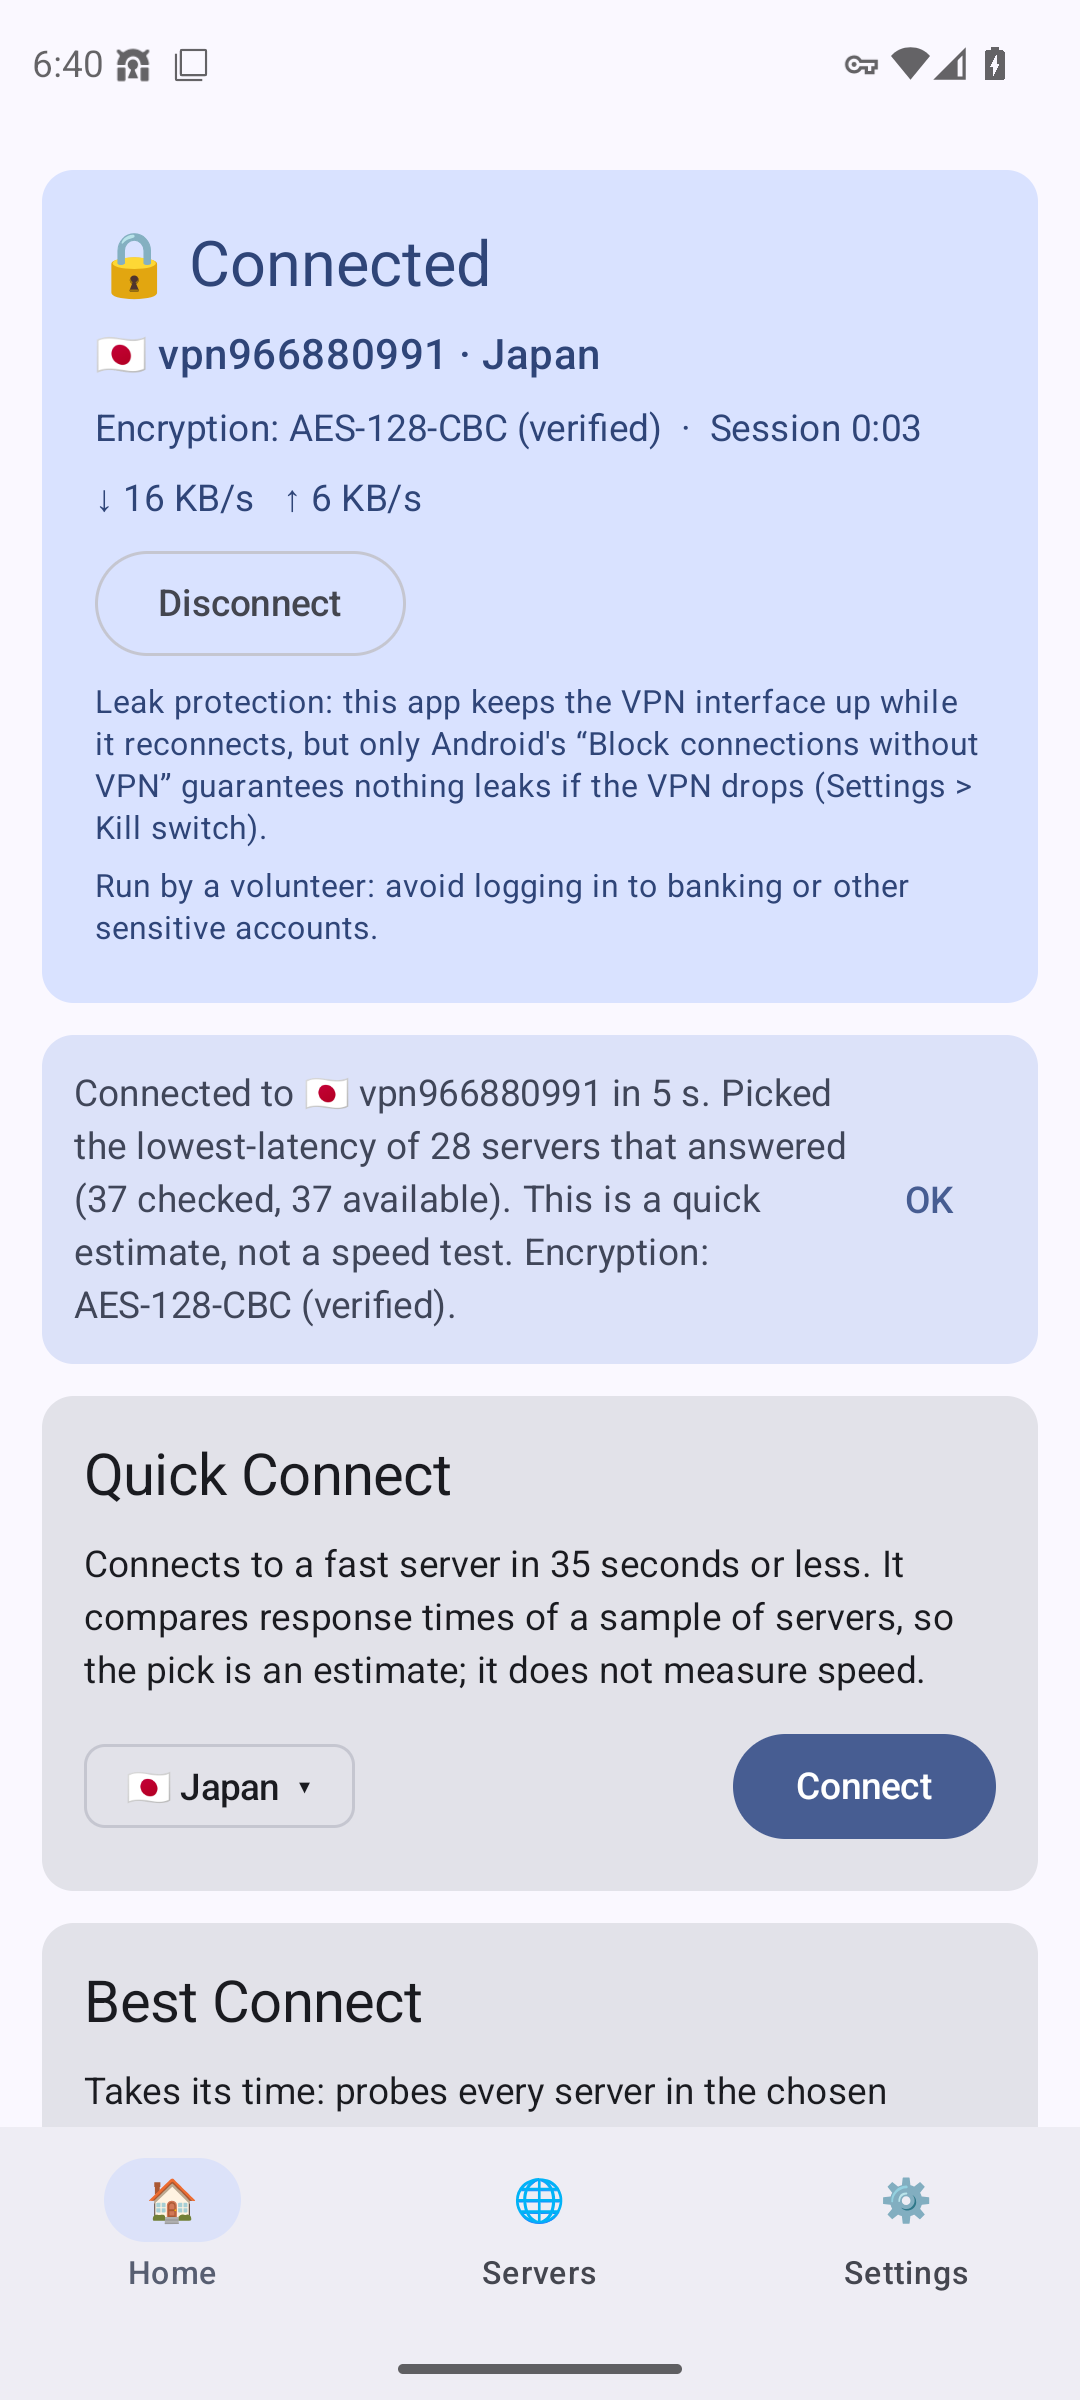 6:40
🔒 Connected
🇯🇵 vpn966880991 · Japan
Encryption: AES-128-CBC (verified) · Session 0:03
↓ 16 KB/s ↑ 6 KB/s
Disconnect
Leak protection: this app keeps the VPN interface up while
it reconnects, but only Android's “Block connections without
VPN” guarantees nothing leaks if the VPN drops (Settings >
Kill switch).
Run by a volunteer: avoid logging in to banking or other
sensitive accounts.
Connected to 🇯🇵 vpn966880991 in 5 s. Picked
the lowest-latency of 28 servers that answered
(37 checked, 37 available). This is a quick
estimate, not a speed test. Encryption:
AES-128-CBC (verified).
OK
Quick Connect
Connects to a fast server in 35 seconds or less. It
compares response times of a sample of servers, so
the pick is an estimate; it does not measure speed.
🇯🇵 Japan ▾
Connect
Best Connect
Takes its time: probes every server in the chosen
Home
Servers
Settings